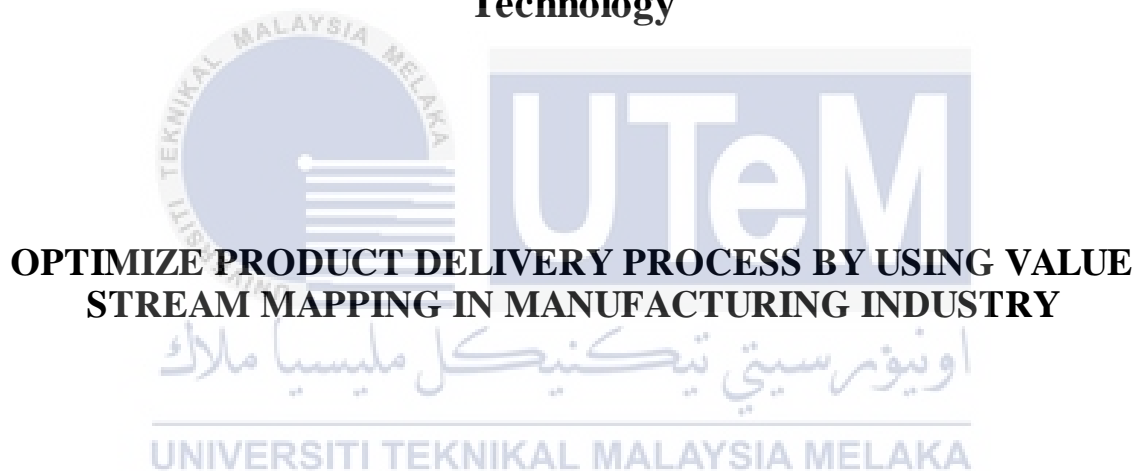 Technology
UNIVERSITI TEKNIKAL MALAYSIA MELAKA
UTeM
OPTIMIZE PRODUCT DELIVERY PROCESS BY USING VALUE
STREAM MAPPING IN MANUFACTURING INDUSTRY
اونيۏرسيتي تيكنيكل مليسيا ملاك
UNIVERSITI TEKNIKAL MALAYSIA MELAKA